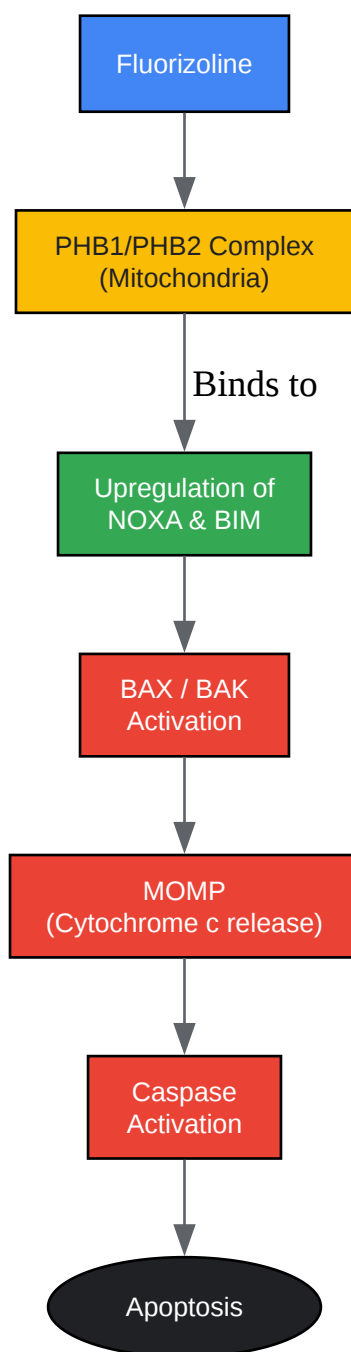 Fluorizoline
PHB1/PHB2 Complex
(Mitochondria)
Binds to
Upregulation of
NOXA & BIM
BAX / BAK
Activation
MOMP
(Cytochrome c release)
Caspase
Activation
Apoptosis